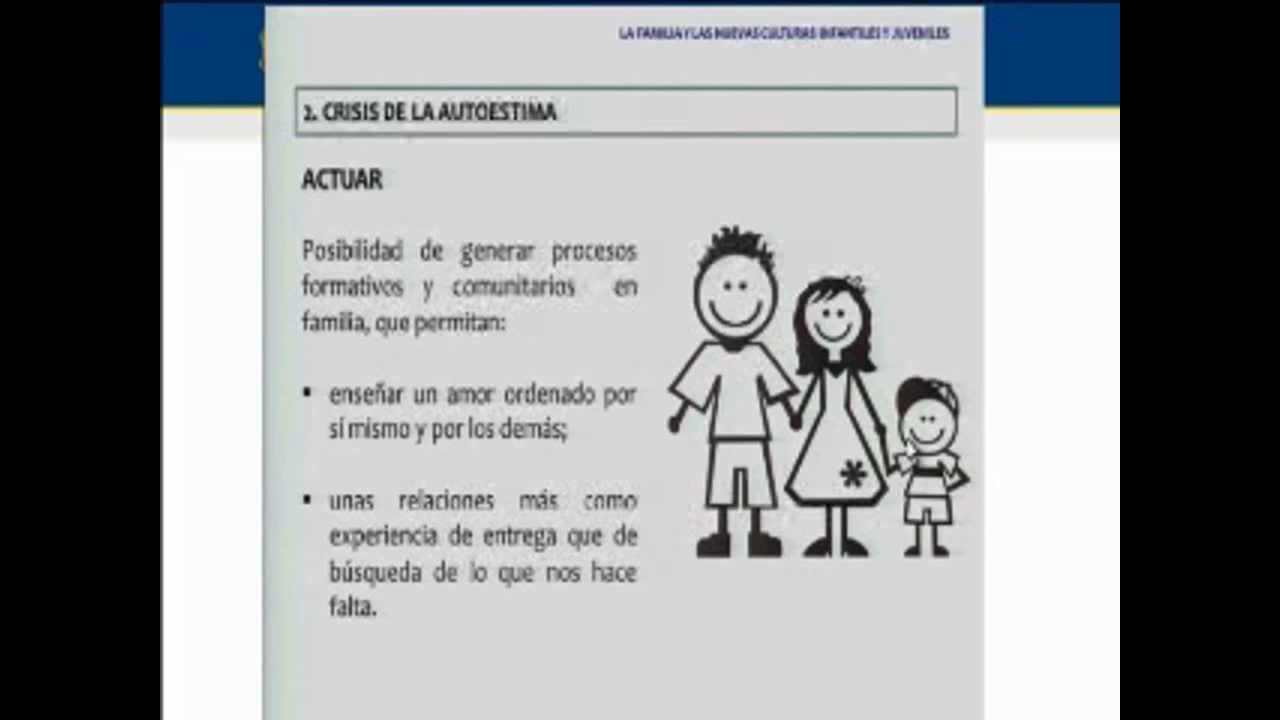 LA FAMILIA Y LAS NUEVAS CULTURAS INFANTILES Y JUVENILES
2. CRISIS DE LA AUTOESTIMA
ACTUAR
Posibilidad de generar procesos
formativos y comunitarios en
familia, que permitan:
▪ enseñar un amor ordenado por
sí mismo y por los demás;
▪ unas relaciones más como
experiencia de entrega que de
búsqueda de lo que nos hace
falta.